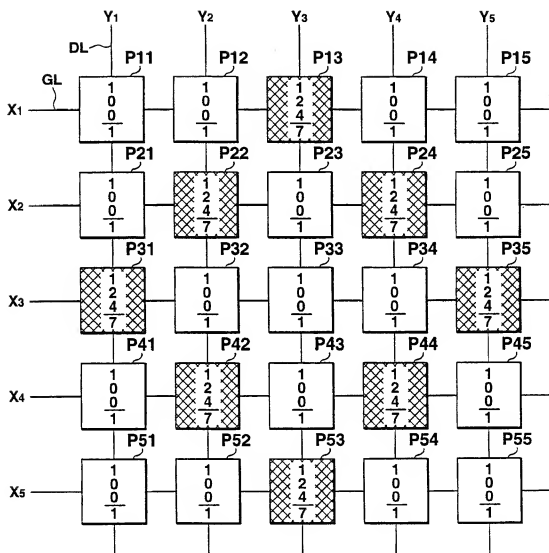 Y1 Y2 Y3 Y4 Y5
DL
P11 P12 P13 P14 P15
GL
X1
1 1 1 1 1
0 0 2 0 0
0 0 4 0 0
1 1 7 1 1
P21 P22 P23 P24 P25
X2
1 1 1 1 1
0 2 0 2 0
0 4 0 4 0
1 7 1 7 1
P31 P32 P33 P34 P35
X3
1 1 1 1 1
2 0 0 0 2
4 0 0 0 4
7 1 1 1 7
P41 P42 P43 P44 P45
X4
1 1 1 1 1
0 2 0 2 0
0 4 0 4 0
1 7 1 7 1
P51 P52 P53 P54 P55
X5
1 1 1 1 1
0 0 2 0 0
0 0 4 0 0
1 1 7 1 1